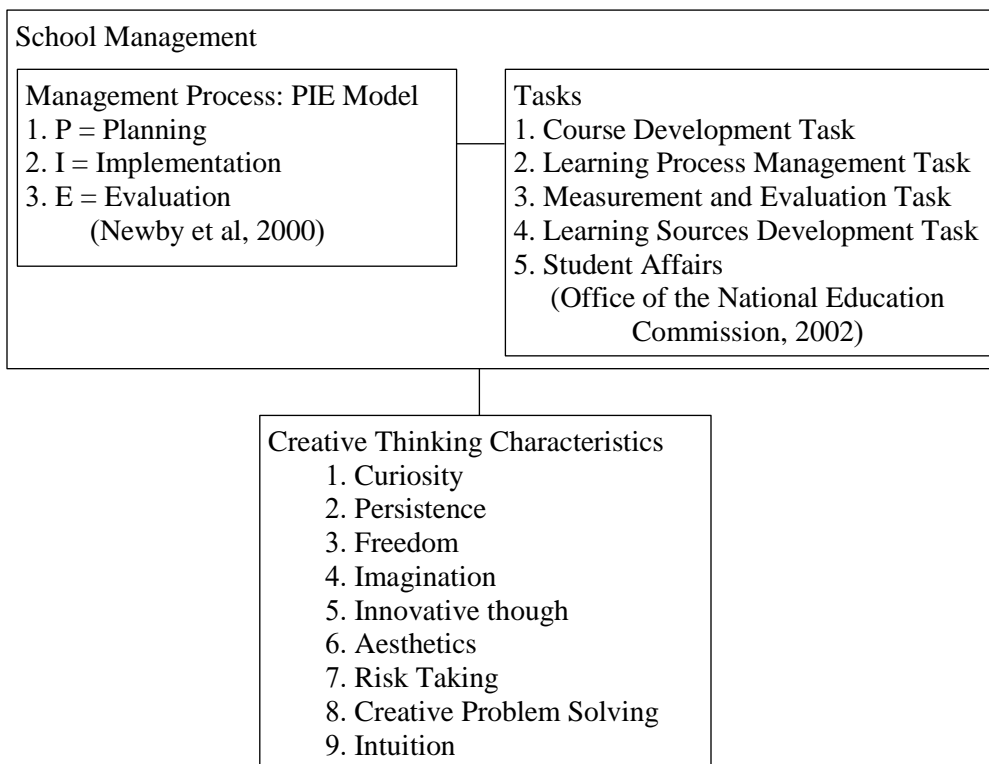 School Management
Management Process: PIE Model
1. P = Planning
2. I = Implementation
3. E = Evaluation
(Newby et al, 2000)
Tasks
1. Course Development Task
2. Learning Process Management Task
3. Measurement and Evaluation Task
4. Learning Sources Development Task
5. Student Affairs
(Office of the National Education
Commission, 2002)
Creative Thinking Characteristics
1. Curiosity
2. Persistence
3. Freedom
4. Imagination
5. Innovative though
6. Aesthetics
7. Risk Taking
8. Creative Problem Solving
9. Intuition